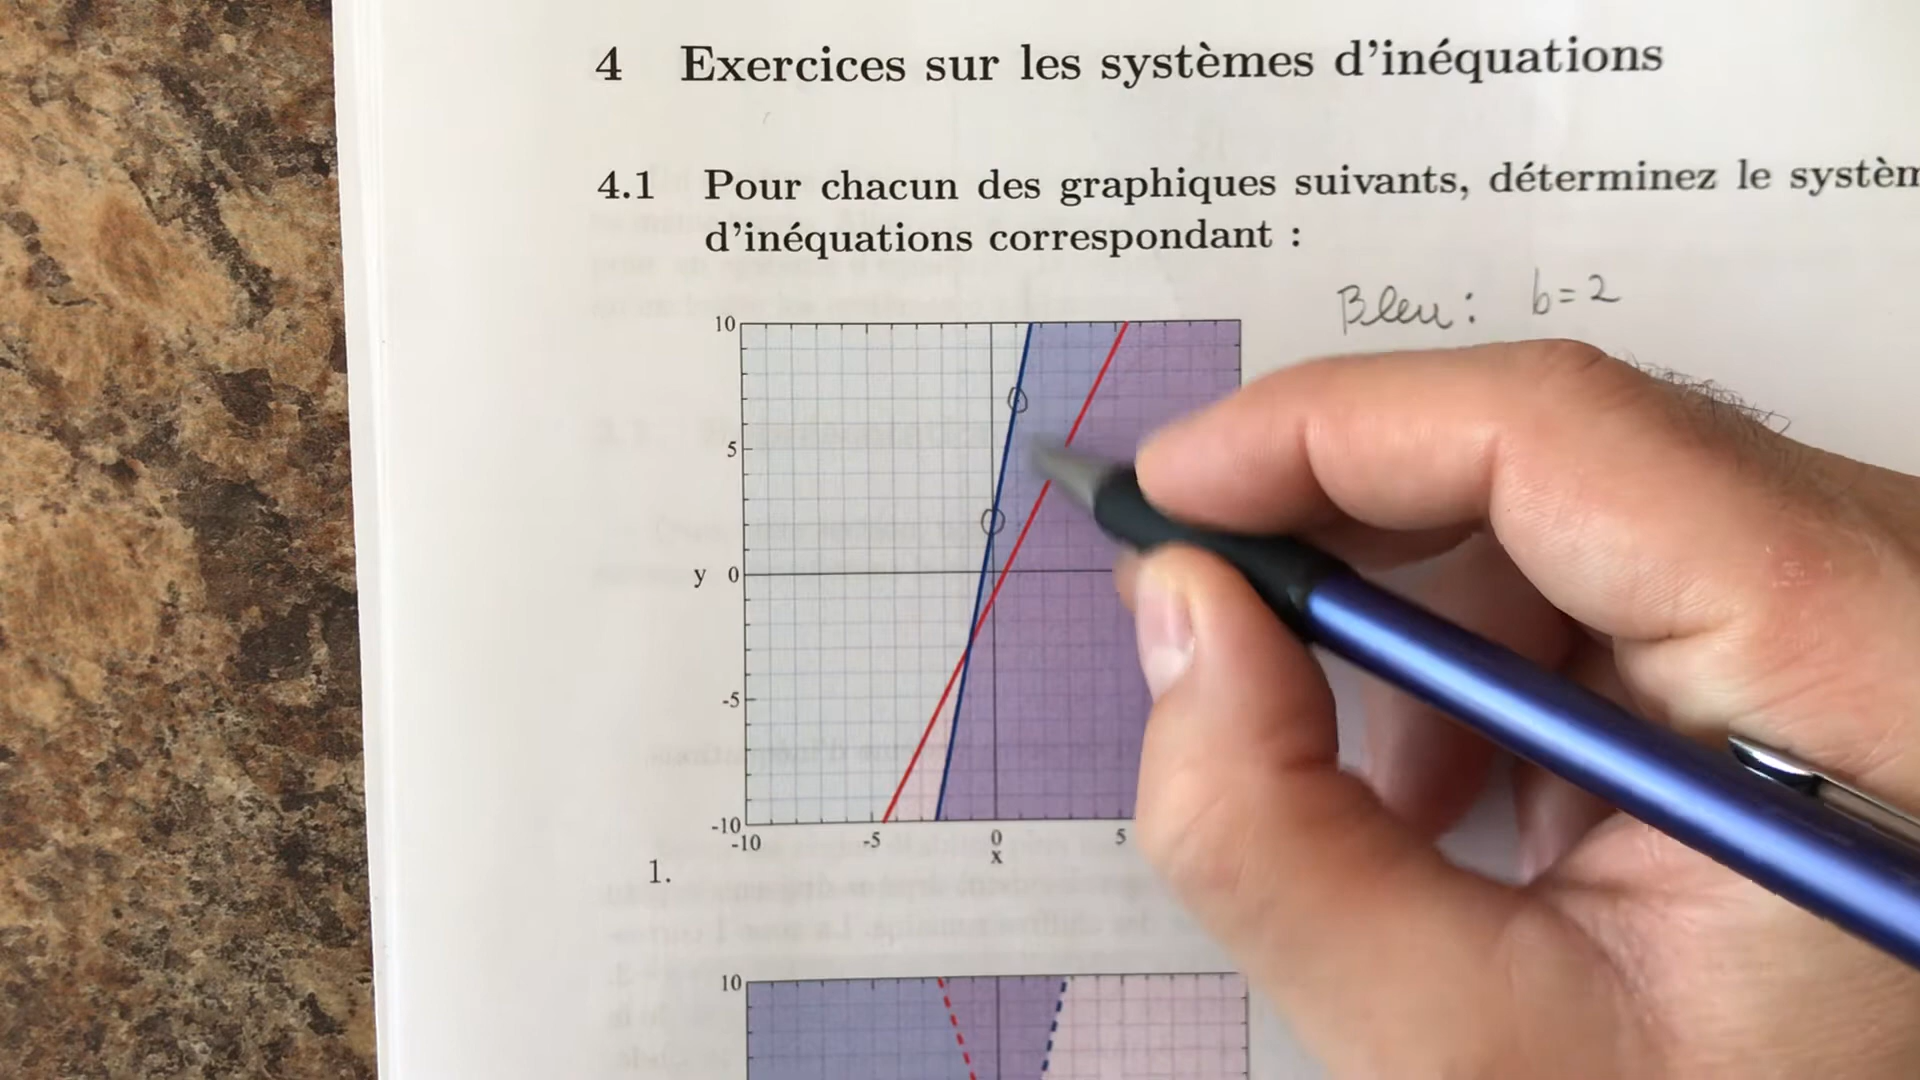 4 Exercices sur les systèmes d'inéquations
4.1 Pour chacun des graphiques suivants, déterminez le systèm
d'inéquations correspondant :
Bleu : b=2
10
5
y 0
-5
-10
-10 -5 0 5
x
1.
10